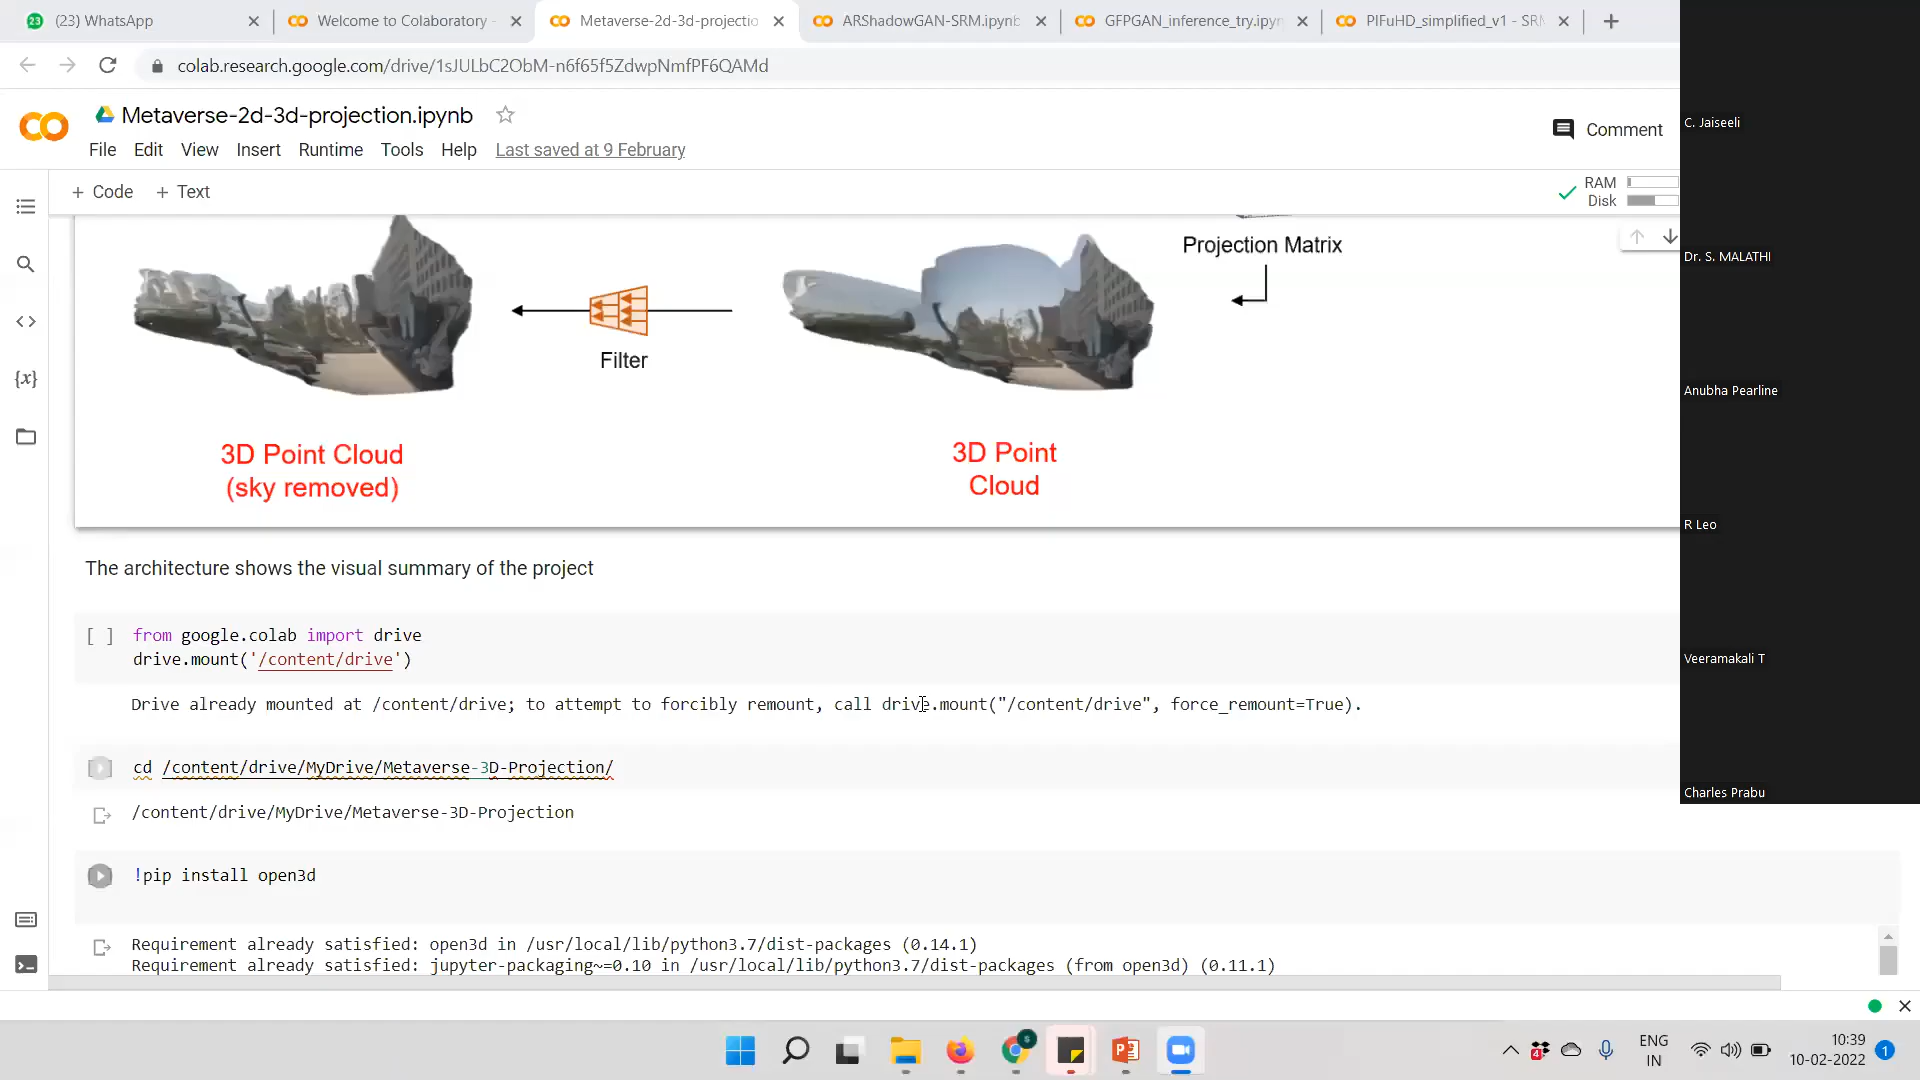 (23) WhatsApp
Welcome to Colaboratory -
Metaverse-2d-3d-projectio
ARShadowGAN-SRM.ipynb
GFPGAN_inference_try.ipyn
PIFuHD_simplified_v1 - SRM
colab.research.google.com/drive/1sJULbC2ObM-n6f65f5ZdwpNmfPF6QAMd
Metaverse-2d-3d-projection.ipynb
Comment
File Edit View Insert Runtime Tools Help Last saved at 9 February
+ Code + Text
RAM
Disk
Projection Matrix
Filter
3D Point Cloud
(sky removed)
3D Point
Cloud
The architecture shows the visual summary of the project
[ ] from google.colab import drive
drive.mount('/content/drive')
Drive already mounted at /content/drive; to attempt to forcibly remount, call drive.mount("/content/drive", force_remount=True).
cd /content/drive/MyDrive/Metaverse-3D-Projection/
/content/drive/MyDrive/Metaverse-3D-Projection
!pip install open3d
Requirement already satisfied: open3d in /usr/local/lib/python3.7/dist-packages (0.14.1)
Requirement already satisfied: jupyter-packaging~=0.10 in /usr/local/lib/python3.7/dist-packages (from open3d) (0.11.1)
C. Jaiseeli
Dr. S. MALATHI
Anubha Pearline
R Leo
Veeramakali T
Charles Prabu
ENG
IN
10:39
10-02-2022
1